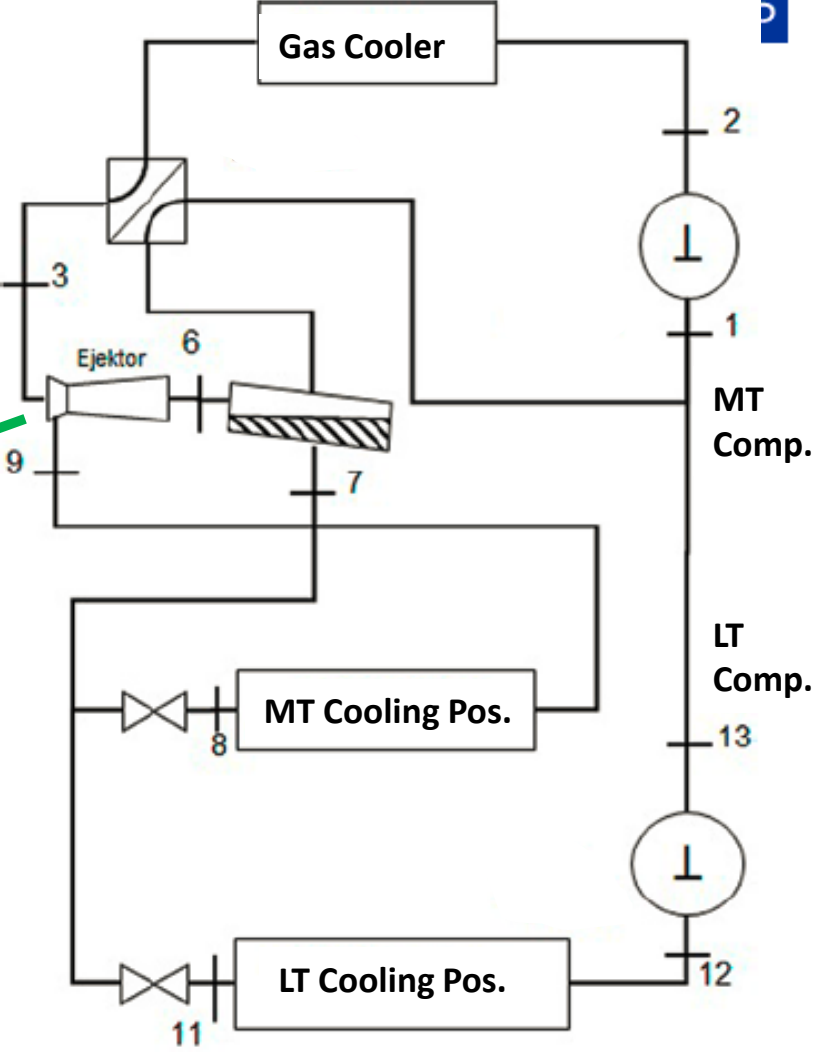 Gas Cooler
2
3
1
Ejektor
6
MT
Comp.
9
7
LT
Comp.
MT Cooling Pos.
8
13
LT Cooling Pos.
12
11